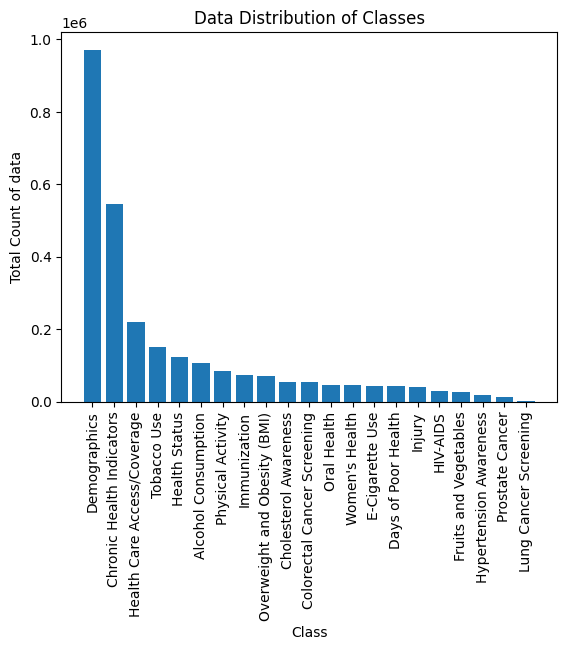 Data Distribution of Classes
1e6
1.0
0.8
0.6
0.4
0.2
0.0
Total Count of data
Demographics
Chronic Health Indicators
Health Care Access/Coverage
Tobacco Use
Health Status
Alcohol Consumption
Physical Activity
Immunization
Overweight and Obesity (BMI)
Cholesterol Awareness
Colorectal Cancer Screening
Oral Health
Women's Health
E-Cigarette Use
Days of Poor Health
Injury
HIV-AIDS
Fruits and Vegetables
Hypertension Awareness
Prostate Cancer
Lung Cancer Screening
Class